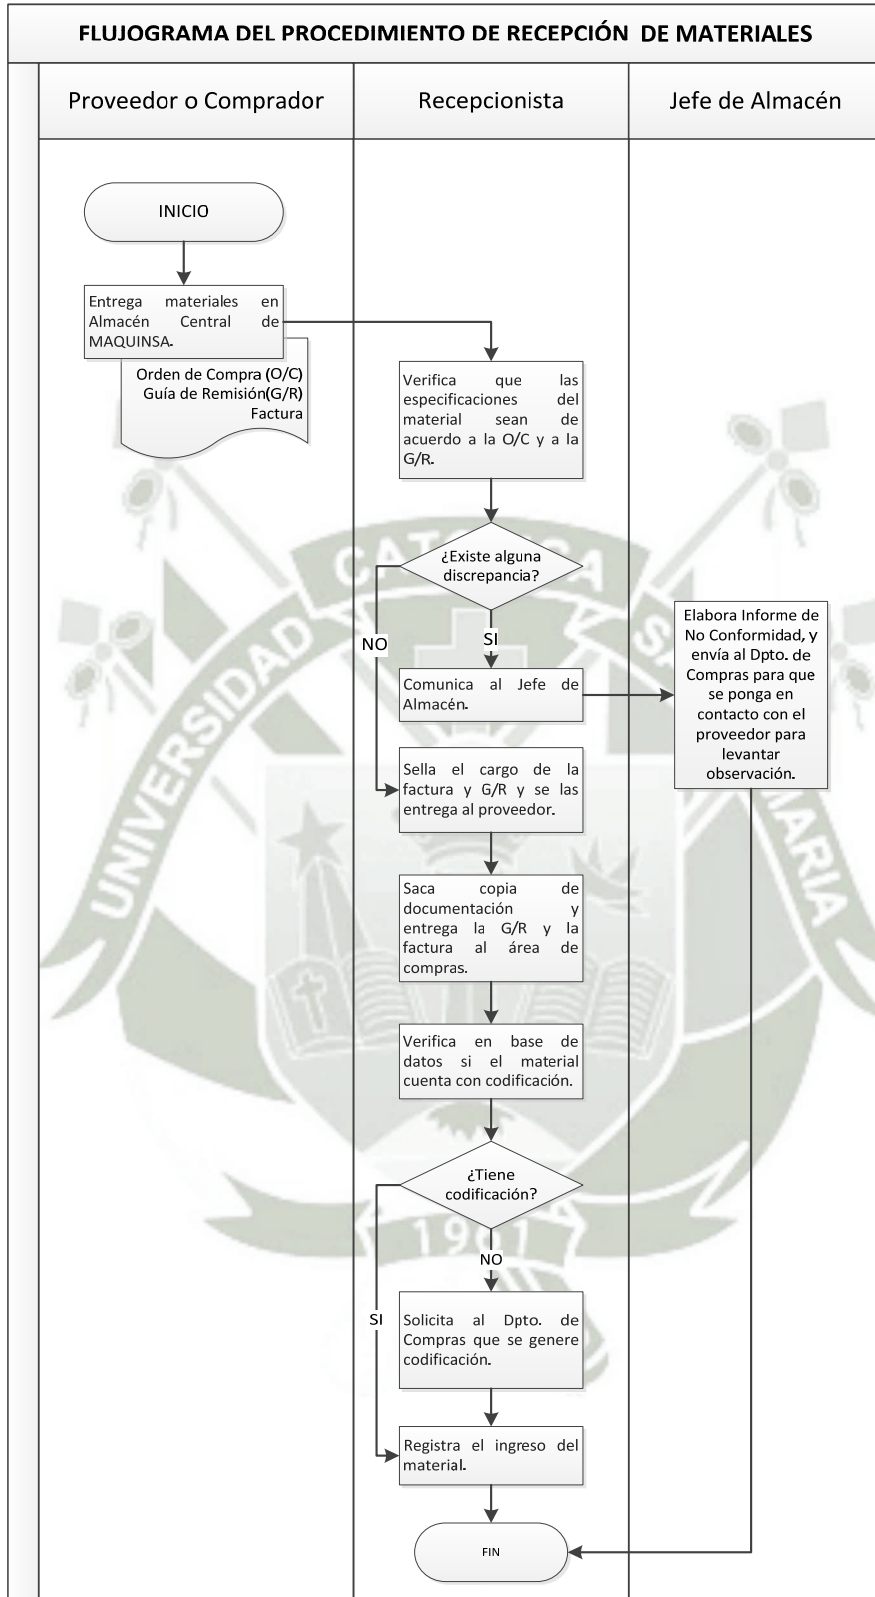 FLUJOGRAMA DEL PROCEDIMIENTO DE RECEPCIÓN DE MATERIALES
Proveedor o Comprador
Recepcionista
Jefe de Almacén
INICIO
Entrega materiales en
Almacén Central de
MAQUINSA.
Orden de Compra (O/C)
Guía de Remisión(G/R)
Factura
Verifica que las
especificaciones del
material sean de
acuerdo a la O/C y a la
G/R.
¿Existe alguna
discrepancia?
NO
SI
Comunica al Jefe de
Almacén.
Elabora Informe de
No Conformidad, y
envía al Dpto. de
Compras para que
se ponga en
contacto con el
proveedor para
levantar
observación.
Sella el cargo de la
factura y G/R y se las
entrega al proveedor.
Saca copia de
documentación y
entrega la G/R y la
factura al área de
compras.
Verifica en base de
datos si el material
cuenta con codificación.
¿Tiene
codificación?
NO
SI
Solicita al Dpto. de
Compras que se genere
codificación.
Registra el ingreso del
material.
FIN
UNIVERSIDAD
1961